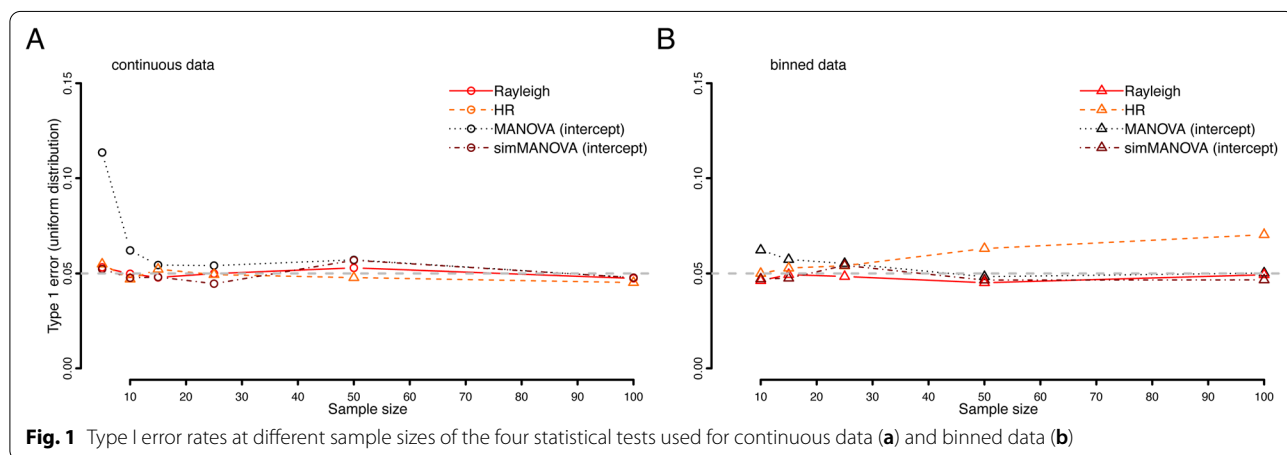 A
continuous data
Rayleigh
HR
MANOVA (intercept)
simMANOVA (intercept)
Type 1 error (uniform distribution)
0.15
0.10
0.05
0.00
10 20 30 40 50 60 70 80 90 100
Sample size
B
binned data
Rayleigh
HR
MANOVA (intercept)
simMANOVA (intercept)
0.15
0.10
0.05
0.00
10 20 30 40 50 60 70 80 90 100
Sample size
Fig. 1 Type I error rates at different sample sizes of the four statistical tests used for continuous data (a) and binned data (b)